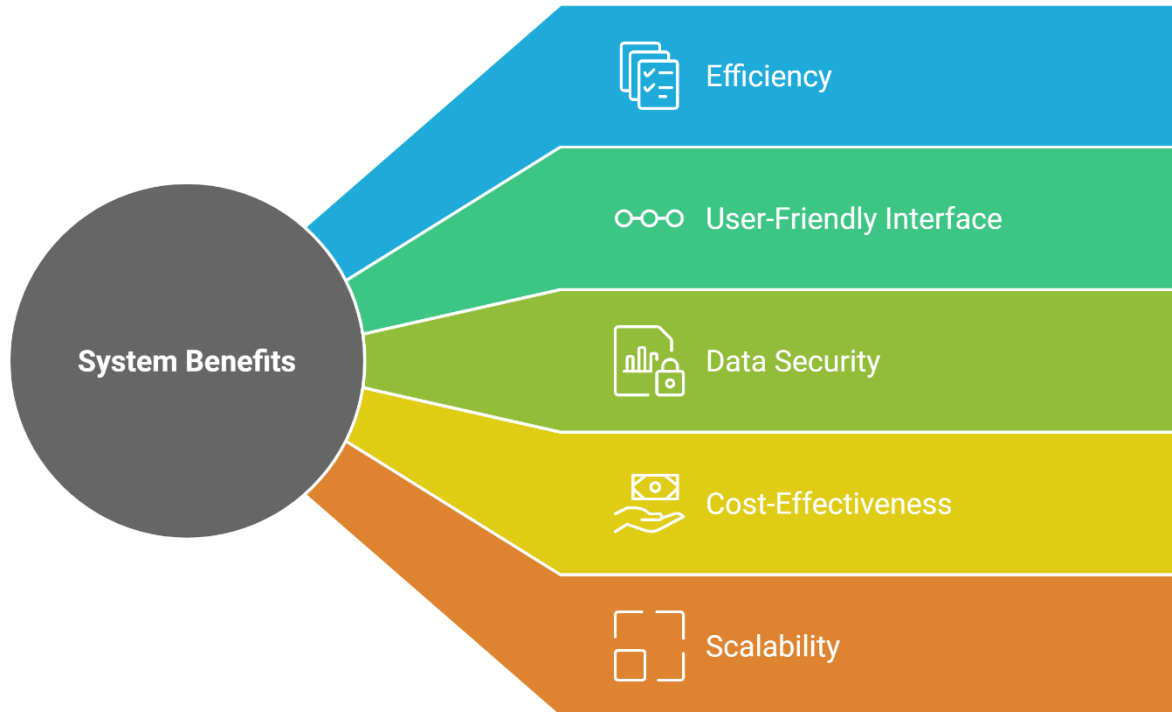 Efficiency
User-Friendly Interface
System Benefits
Data Security
Cost-Effectiveness
Scalability